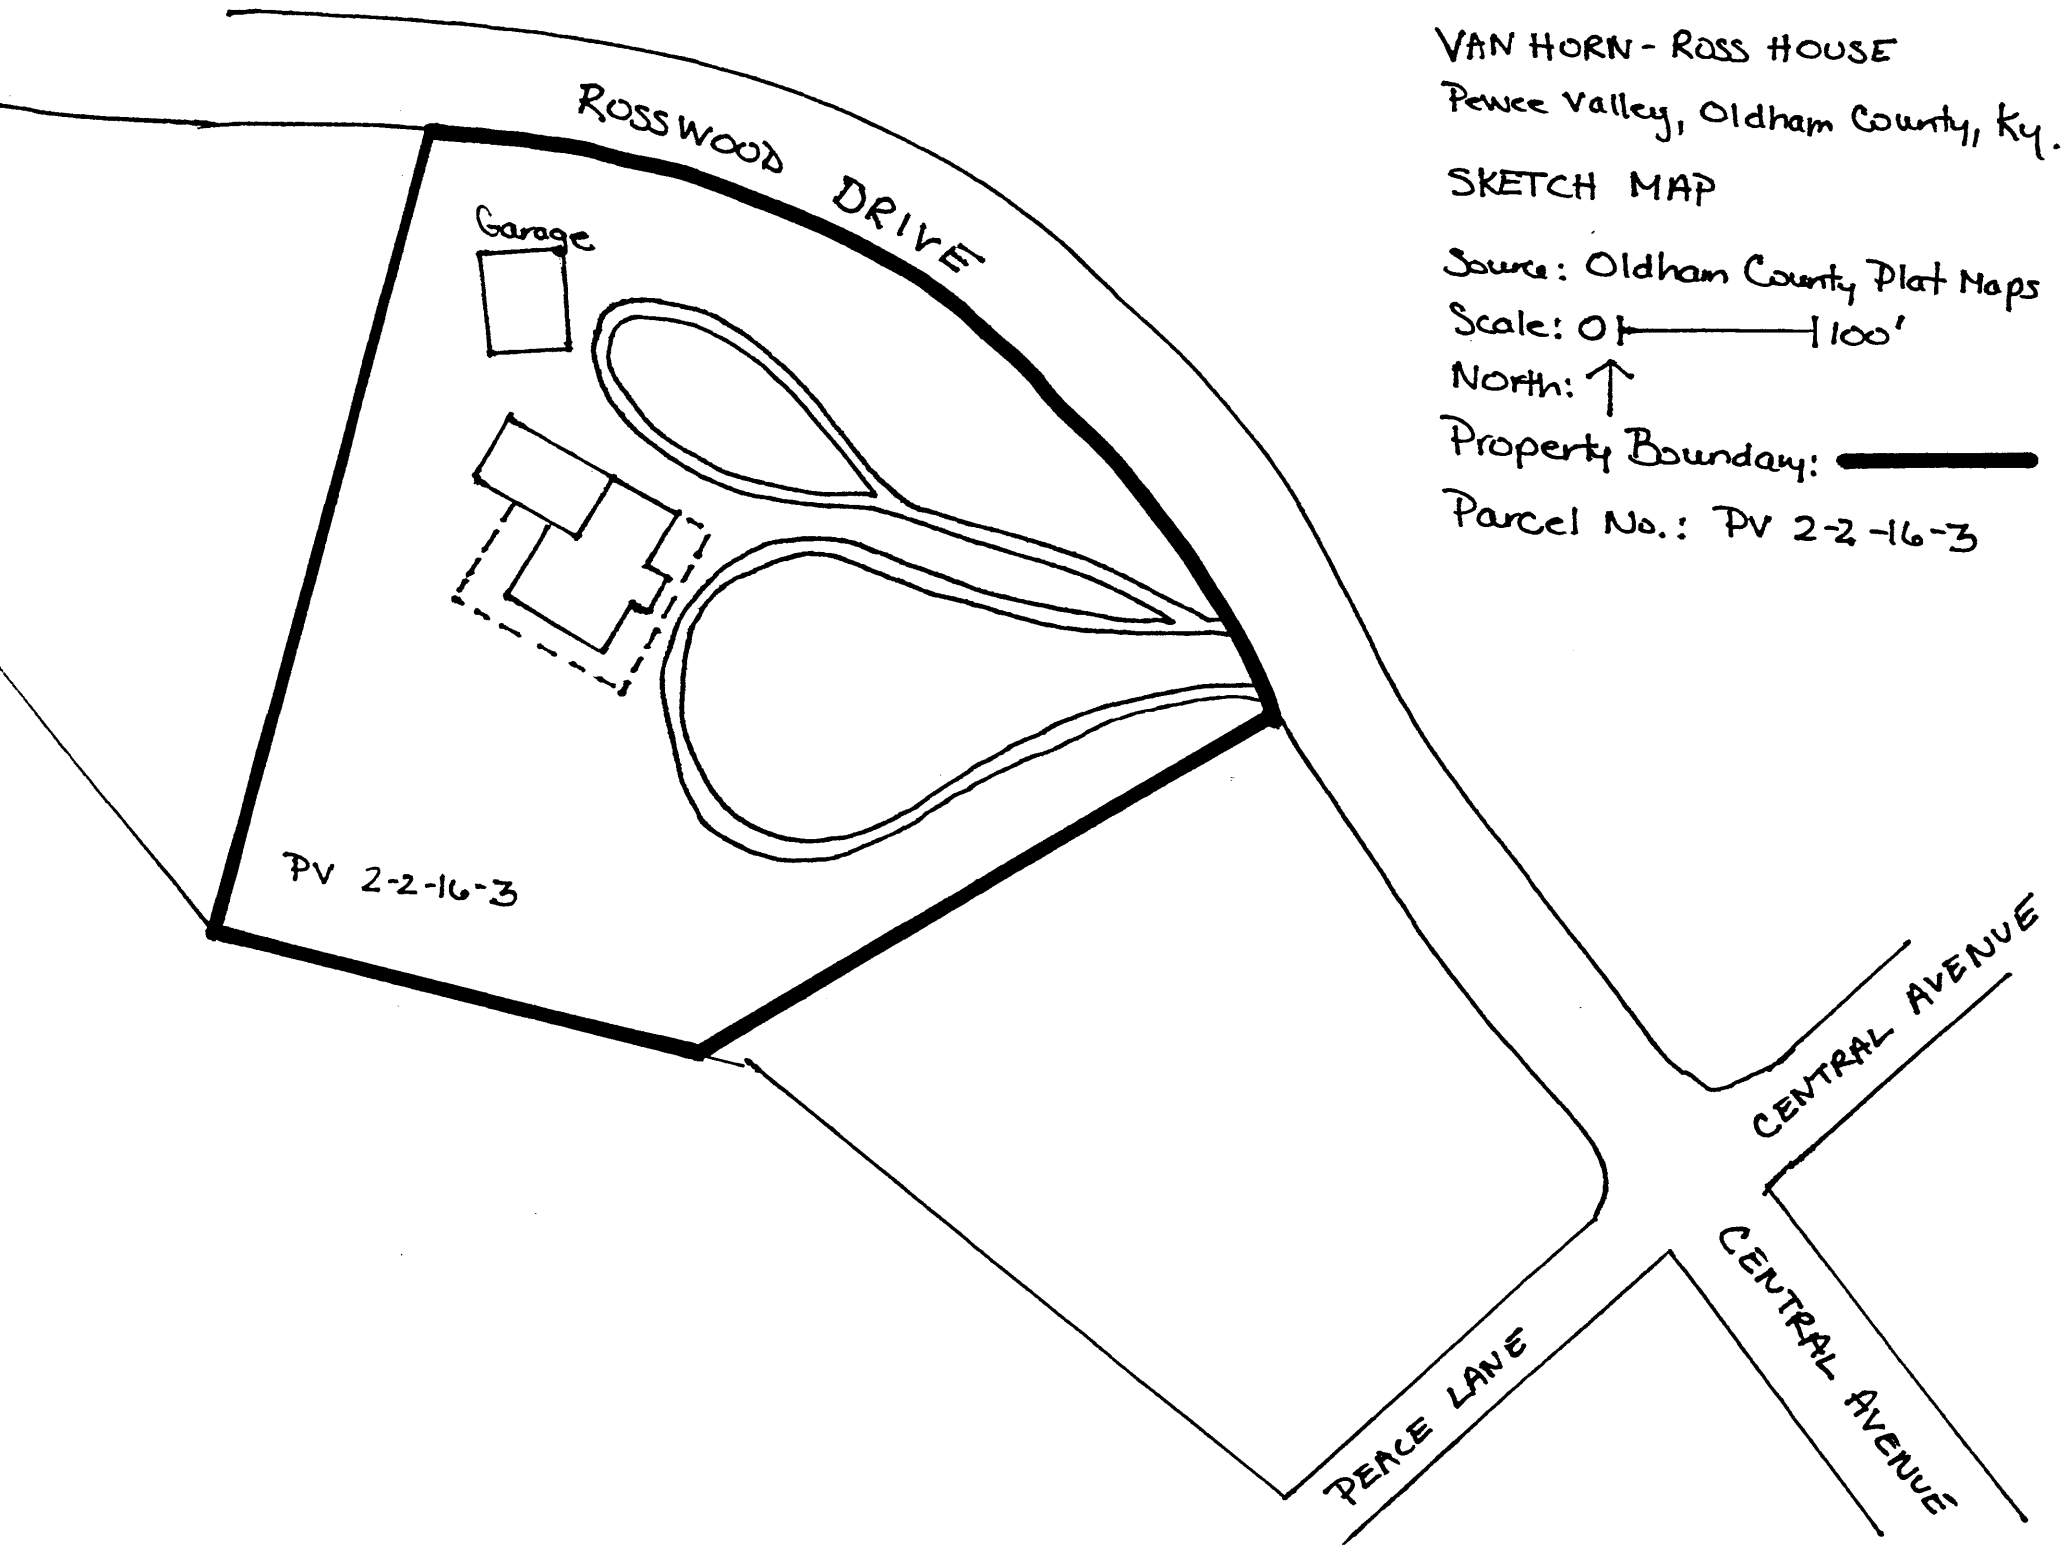 VAN HORN - ROSS HOUSE
Pewee Valley, Oldham County, Ky.
SKETCH MAP
Source: Oldham County Plat Maps
Scale: 0 100'
North:
Property Boundary:
Parcel No.: PV 2-2-16-3
ROSSWOOD DRIVE
Garage
PV 2-2-16-3
CENTRAL AVENUE
CENTRAL AVENUE
PEACE LANE